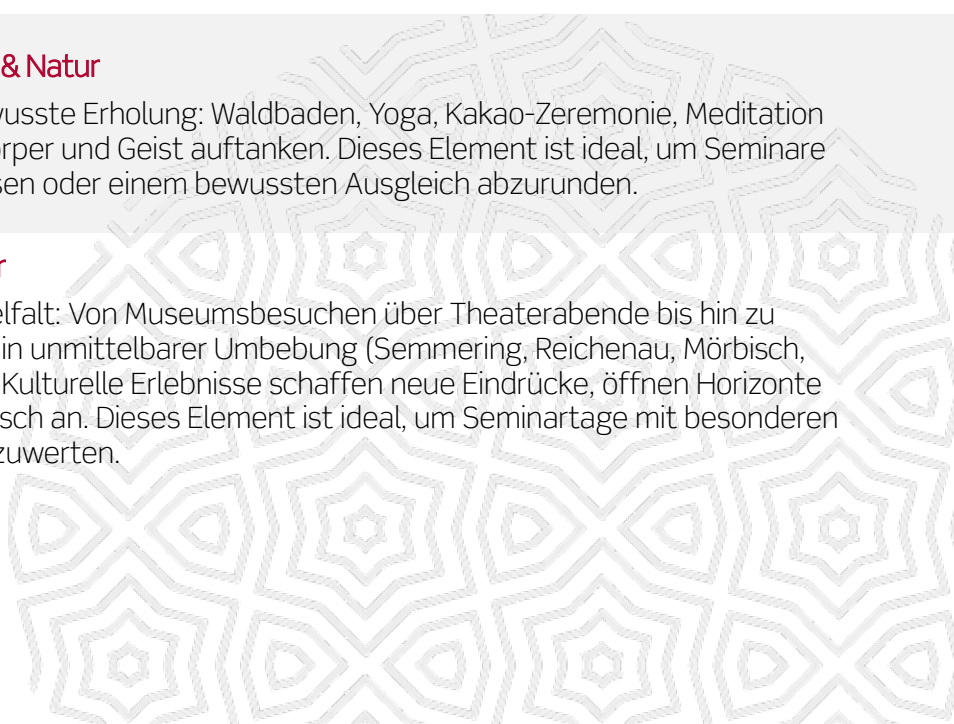 & Natur
wusste Erholung: Waldbaden, Yoga, Kakao-Zeremonie, Meditation
örper und Geist auftanken. Dieses Element ist ideal, um Seminare
sen oder einem bewussten Ausgleich abzurunden.
r
elfalt: Von Museumsbesuchen über Theaterabende bis hin zu
in unmittelbarer Umbebung (Semmering, Reichenau, Mörbisch,
Kulturelle Erlebnisse schaffen neue Eindrücke, öffnen Horizonte
sch an. Dieses Element ist ideal, um Seminartage mit besonderen
zuwerten.